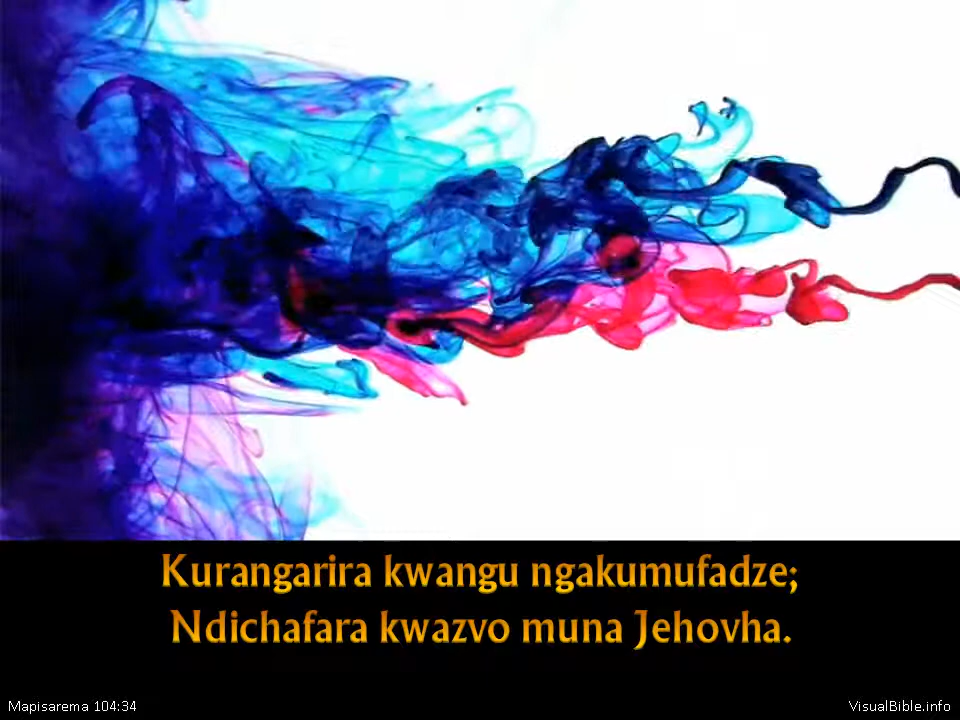 Kurangarira kwangu ngakumufadze;
Ndichafara kwazvo muna Jehovha.
Mapisarema 104:34
VisualBible.info